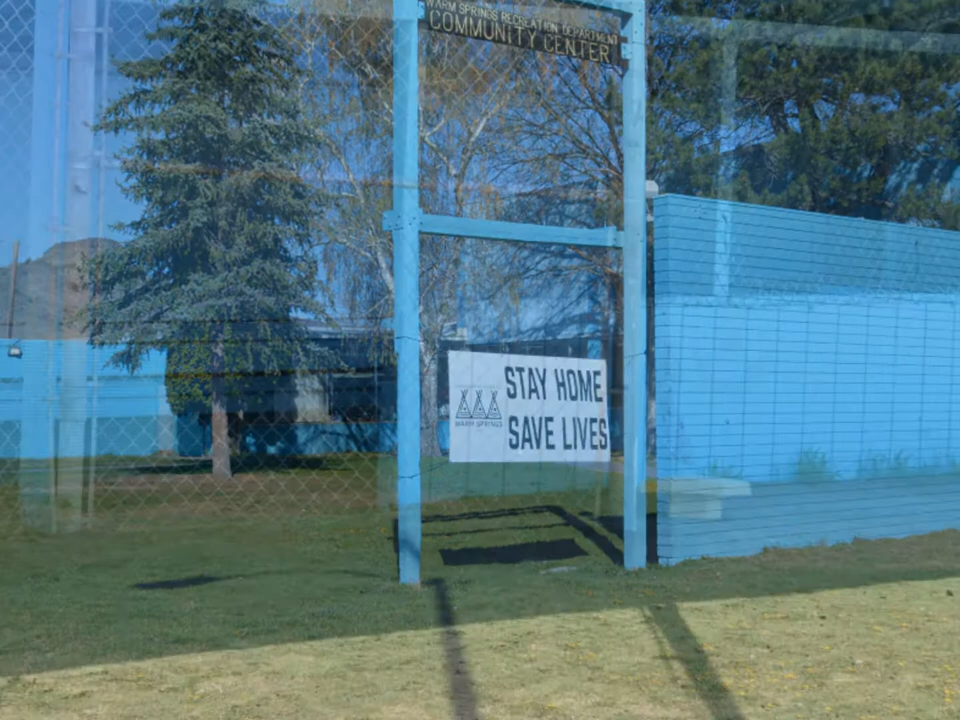 WARM SPRINGS RECREATION DEPARTMENT
COMMUNITY CENTER
STAY HOME
SAVE LIVES
WARM SPRINGS